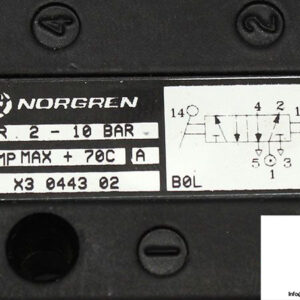 4
2
NORGREN
R. 2 - 10 BAR
MP MAX + 70C A
X3 0443 02
14
4 2
5 3
1
B0L
1